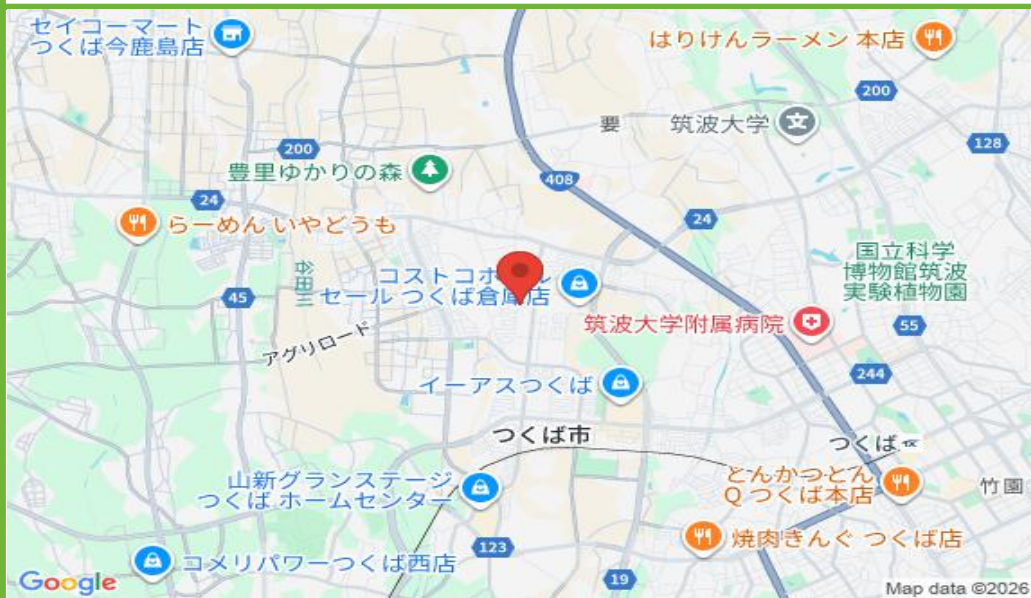 セイコーマート
つくば今鹿島店
はりけんラーメン 本店
200
要
筑波大学
128
200
豊里ゆかりの森
408
24
24
らーめん いやどうも
谷田川
国立科学
博物館筑波
実験植物園
コストコホール
セール つくば倉庫店
45
筑波大学附属病院
55
アグリロード
244
イーアスつくば
つくば市
つくば
山新グランステージ
つくば ホームセンター
とんかつとん
Q つくば本店
竹園
焼肉きんぐ つくば店
123
コメリパワーつくば西店
19
Google
Map data ©2026